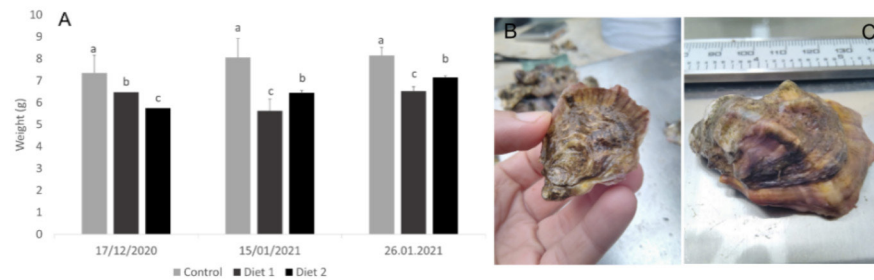 A
10
9
8
7
6
5
4
3
2
1
0
Weight (g)
a
b
c
a
c
b
a
c
b
17/12/2020
15/01/2021
26.01.2021
Control
Diet 1
Diet 2
B
C